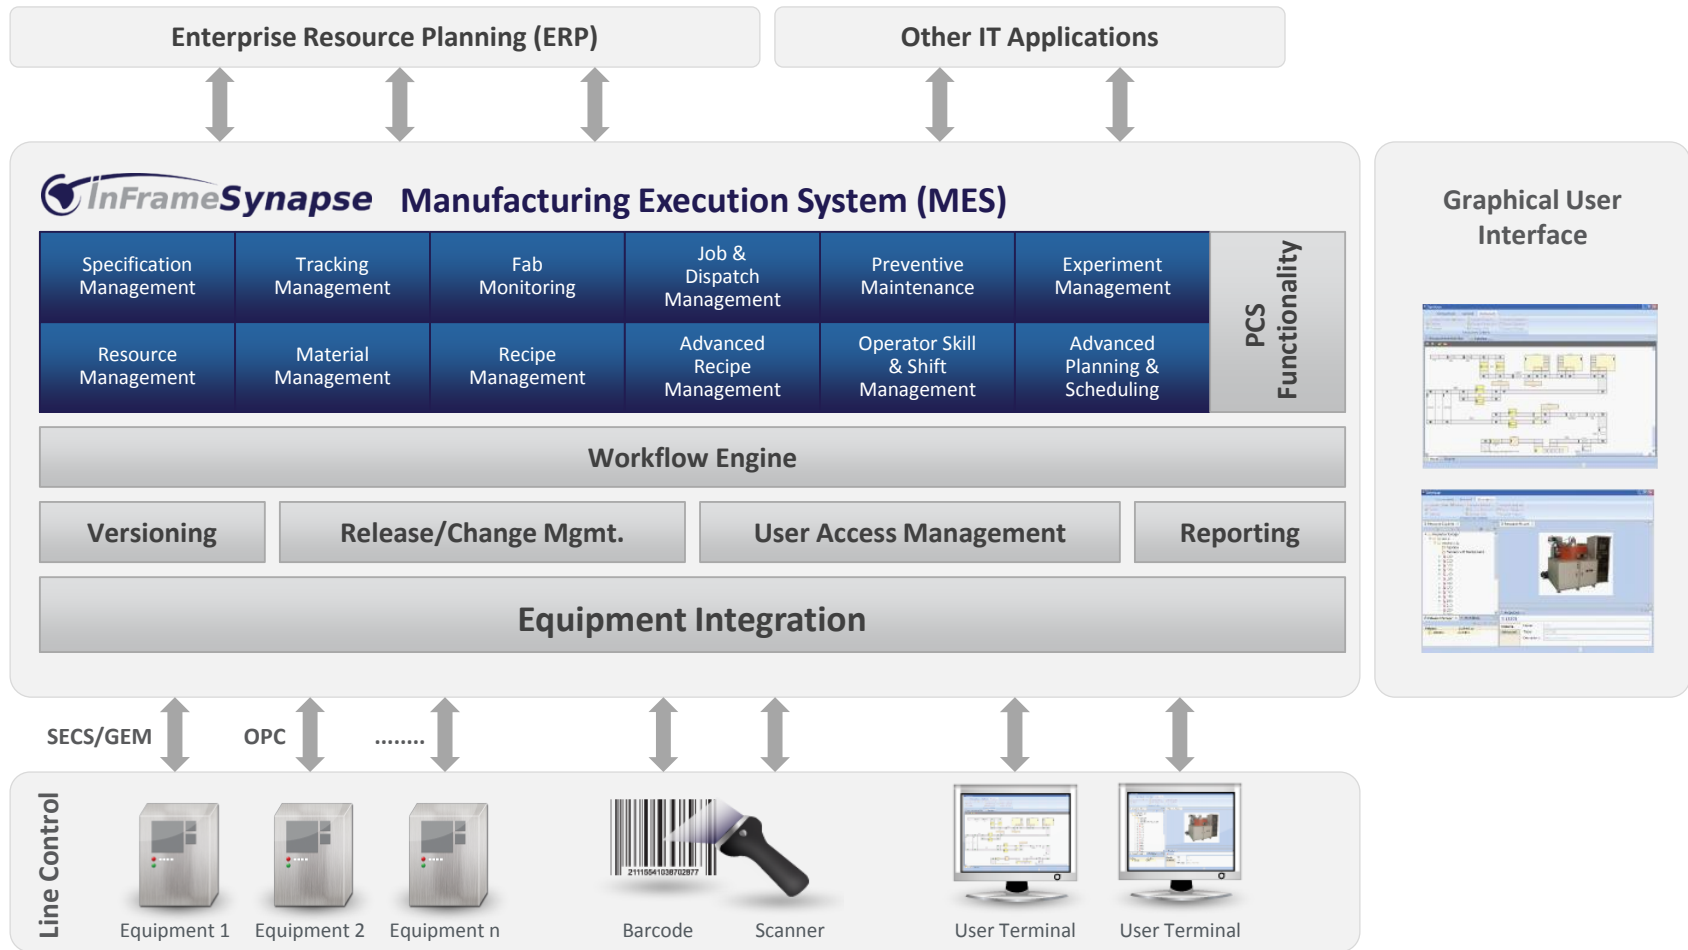 Enterprise Resource Planning (ERP)
Other IT Applications
InFrameSynapse
Manufacturing Execution System (MES)
Specification
Management
Tracking
Management
Fab
Monitoring
Job &
Dispatch
Management
Preventive
Maintenance
Experiment
Management
Resource
Management
Material
Management
Recipe
Management
Advanced
Recipe
Management
Operator Skill
& Shift
Management
Advanced
Planning &
Scheduling
PCS
Functionality
Workflow Engine
Versioning
Release/Change Mgmt.
User Access Management
Reporting
Equipment Integration
Graphical User
Interface
SECS/GEM
OPC
........
Line Control
Equipment 1
Equipment 2
Equipment n
21115541038702877
Barcode
Scanner
User Terminal
User Terminal